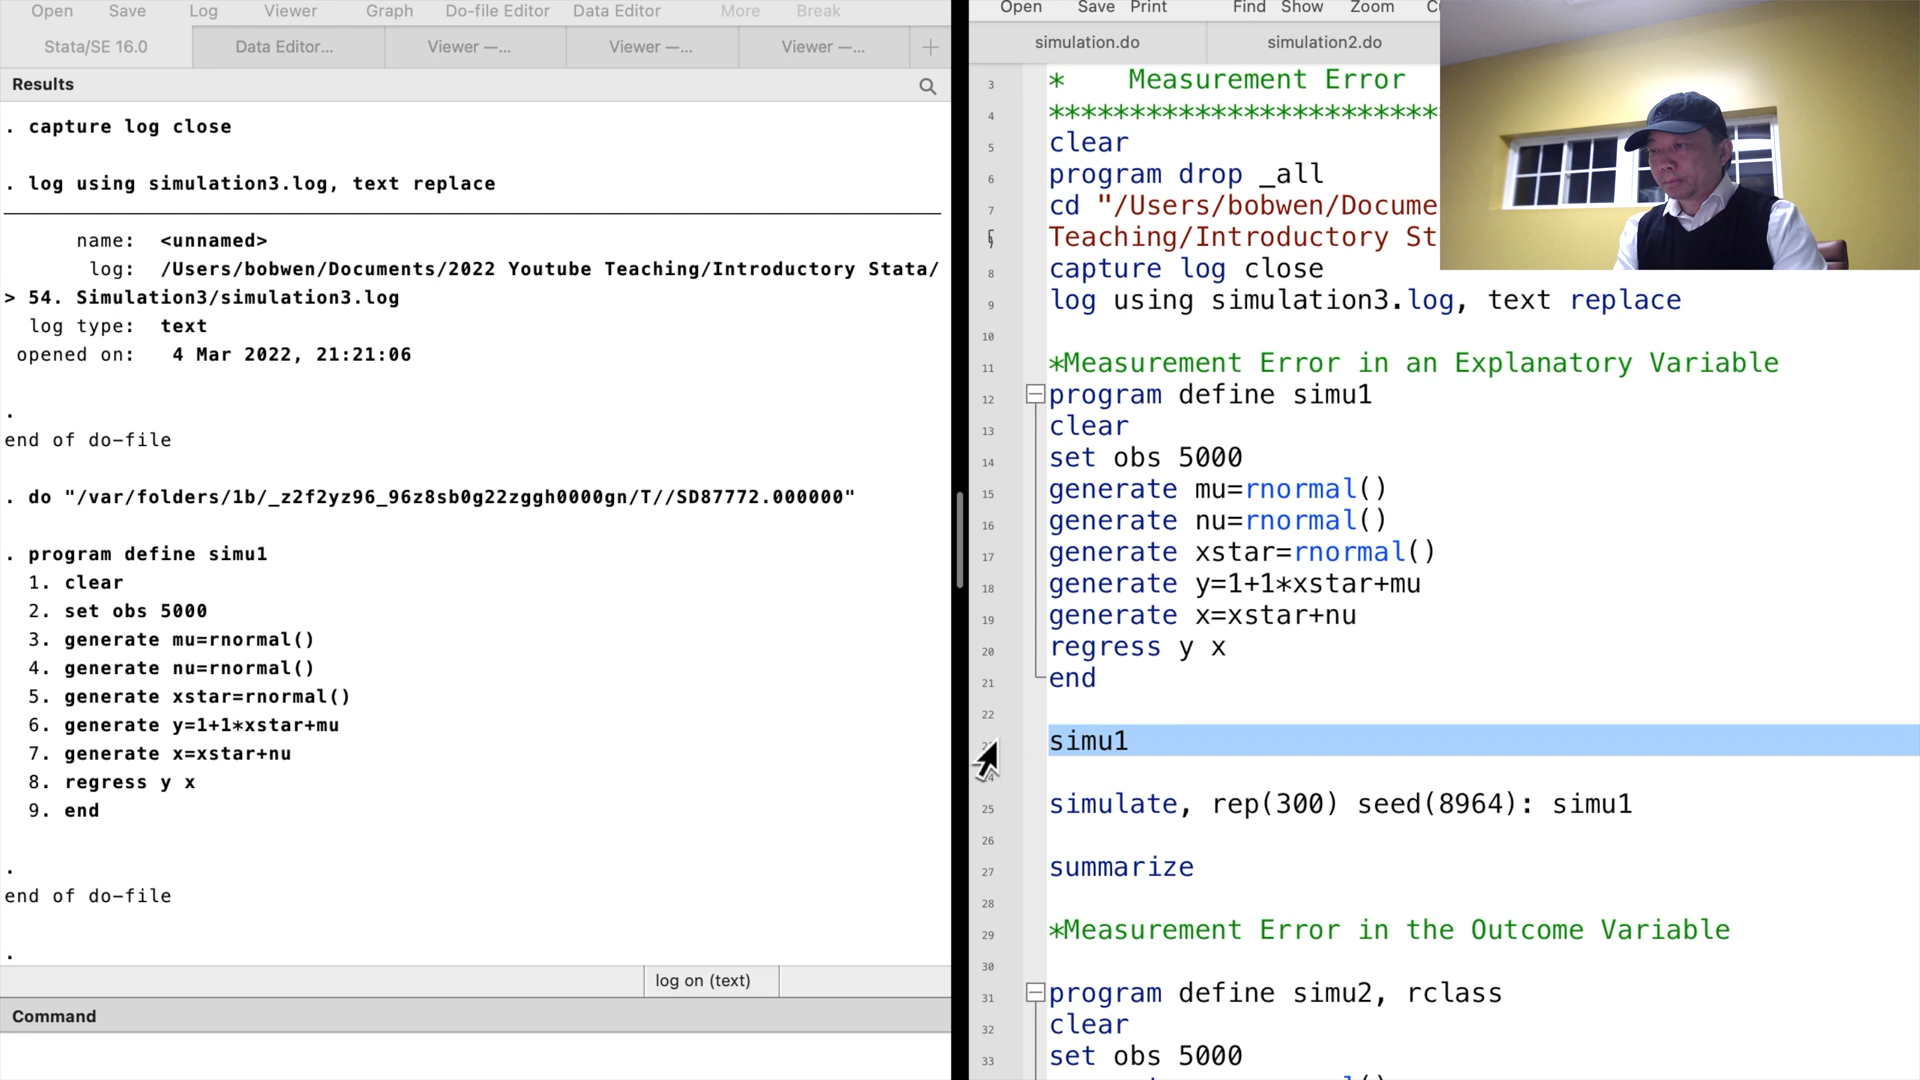 Open Save Log Viewer Graph Do-file Editor Data Editor More Break
Stata/SE 16.0 Data Editor... Viewer —... Viewer —... Viewer —... +
Results
. capture log close
. log using simulation3.log, text replace
name: <unnamed>
log: /Users/bobwen/Documents/2022 Youtube Teaching/Introductory Stata/
> 54. Simulation3/simulation3.log
log type: text
opened on: 4 Mar 2022, 21:21:06
.
end of do-file
. do "/var/folders/1b/_z2f2yz96_96z8sb0g22zggh0000gn/T//SD87772.000000"
. program define simu1
1. clear
2. set obs 5000
3. generate mu=rnormal()
4. generate nu=rnormal()
5. generate xstar=rnormal()
6. generate y=1+1*xstar+mu
7. generate x=xstar+nu
8. regress y x
9. end
.
end of do-file
.
log on (text)
Command
Open Save Print Find Show Zoom
simulation.do simulation2.do
3 * Measurement Error
4 ************************
5 clear
6 program drop _all
7 cd "/Users/bobwen/Docume
Teaching/Introductory St
8 capture log close
9 log using simulation3.log, text replace
10
11 *Measurement Error in an Explanatory Variable
12 program define simu1
13 clear
14 set obs 5000
15 generate mu=rnormal()
16 generate nu=rnormal()
17 generate xstar=rnormal()
18 generate y=1+1*xstar+mu
19 generate x=xstar+nu
20 regress y x
21 end
22
simu1
25 simulate, rep(300) seed(8964): simu1
26
27 summarize
28
29 *Measurement Error in the Outcome Variable
30
31 program define simu2, rclass
32 clear
33 set obs 5000